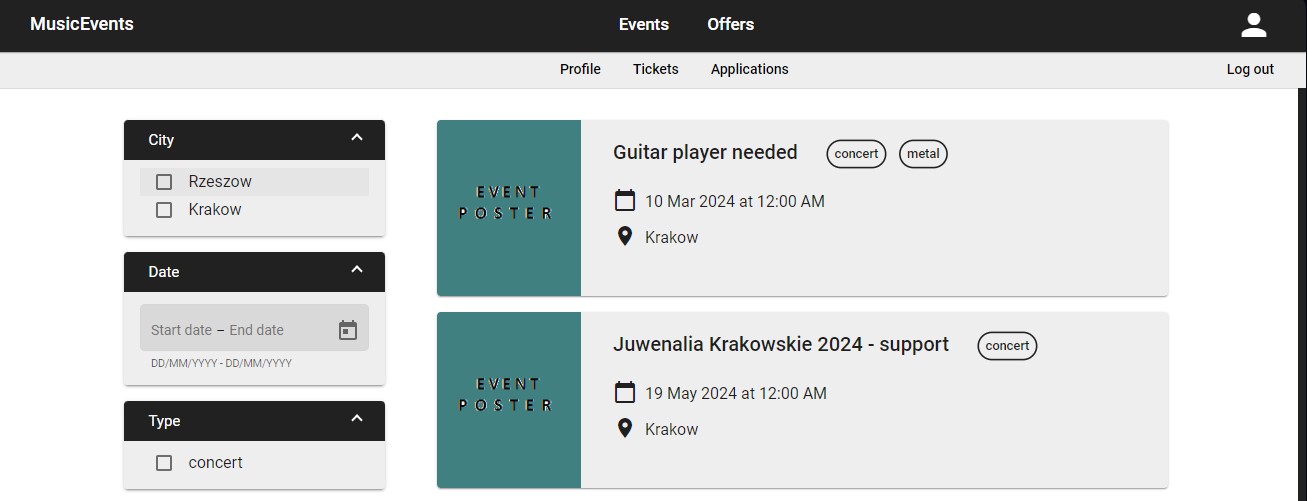 MusicEvents
Events Offers
Profile Tickets Applications Log out
City
Rzeszow
Krakow
Date
Start date – End date
DD/MM/YYYY - DD/MM/YYYY
Type
concert
EVENT
POSTER
Guitar player needed concert metal
10 Mar 2024 at 12:00 AM
Krakow
EVENT
POSTER
Juwenalia Krakowskie 2024 - support concert
19 May 2024 at 12:00 AM
Krakow